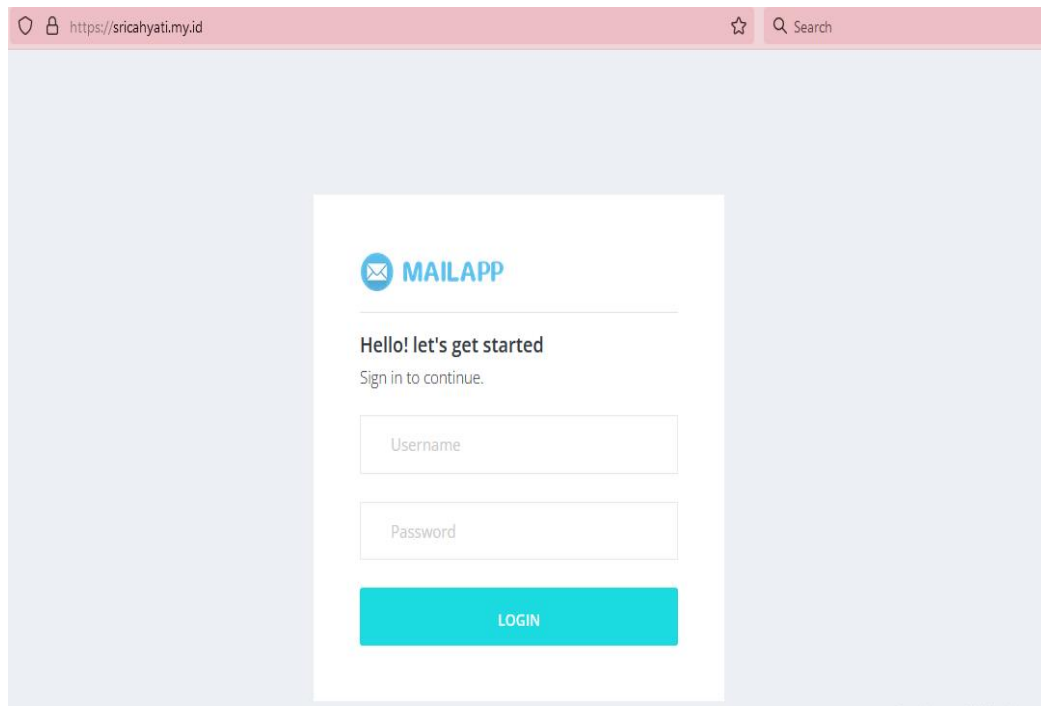 https://sricahyati.my.id Search
MAILAPP
Hello! let's get started
Sign in to continue.
Username
Password
LOGIN